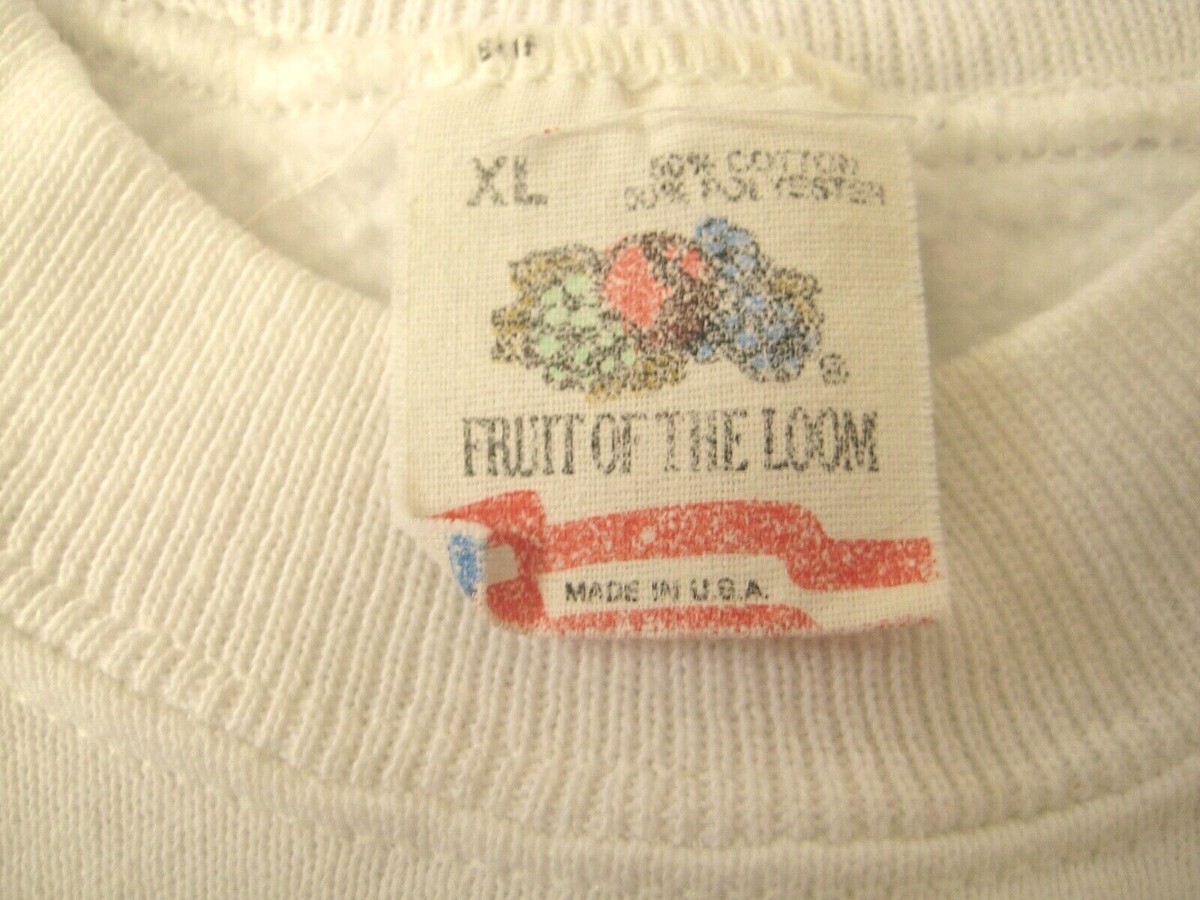 XL
50% COTTON
50% POLYESTER
®
FRUIT OF THE LOOM
MADE IN U.S.A.